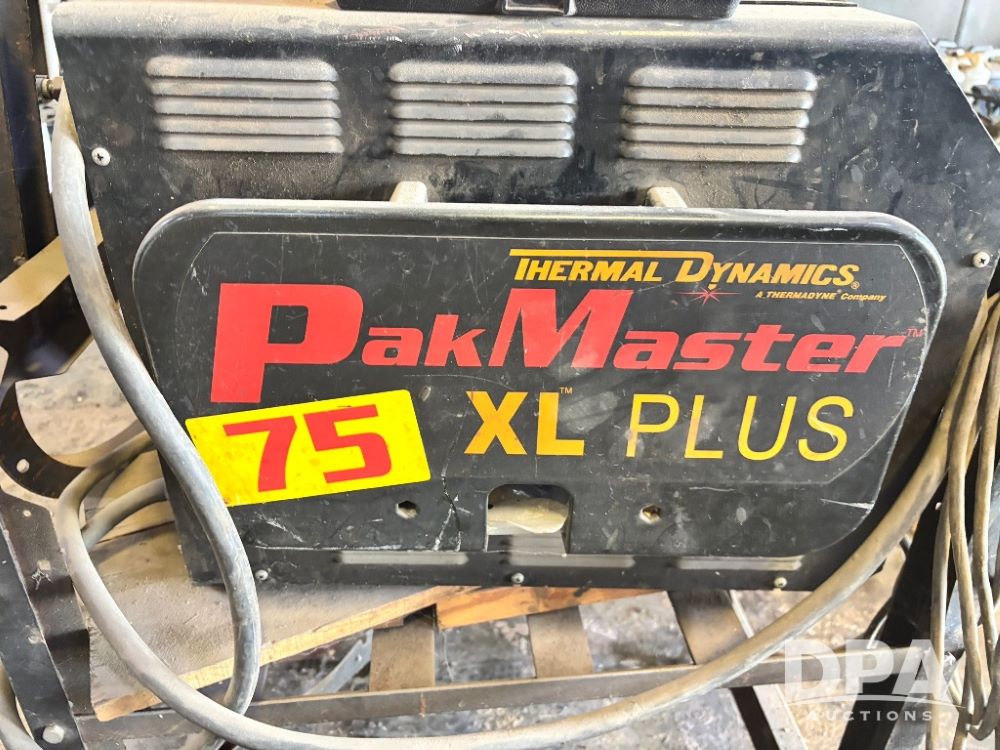 THERMAL DYNAMICS®
A THERMADYNE® Company
PakMaster™
75 XL™ PLUS
DPA
AUCTIONS